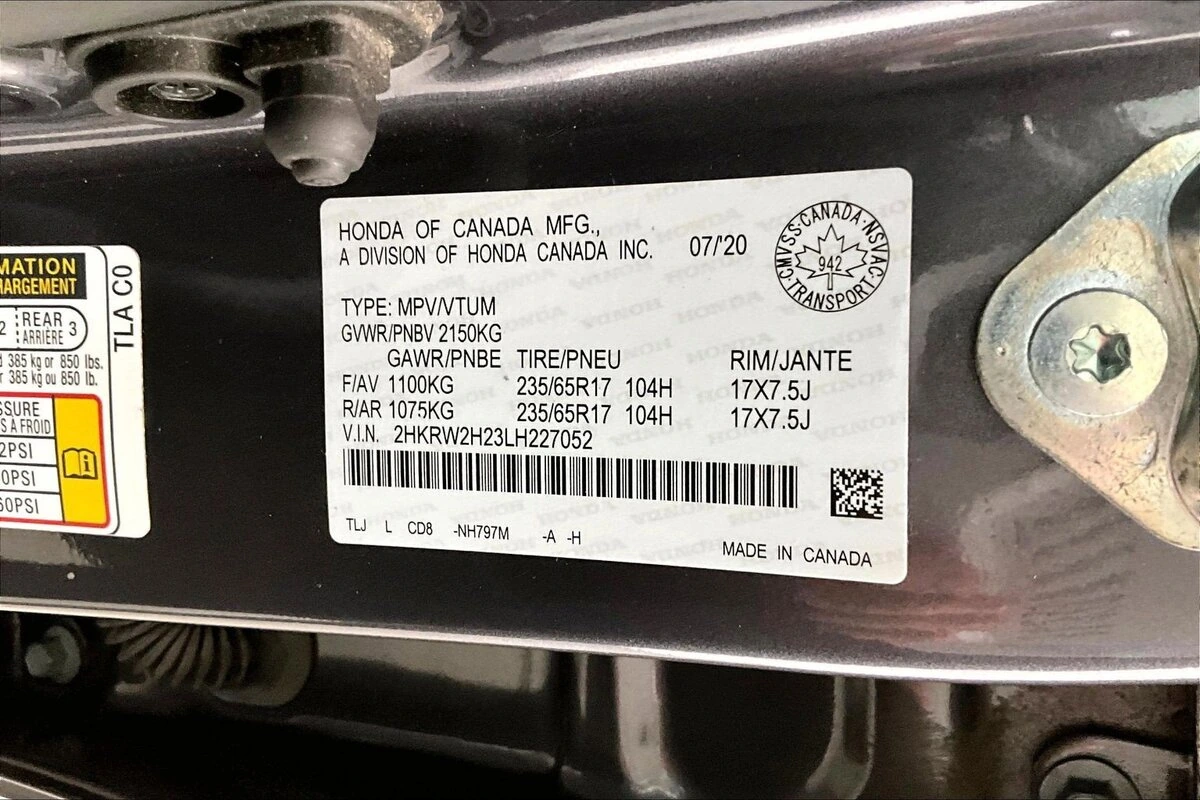 MATION
HARGEMENT
2 REAR 3
ARRIÈRE
385 kg or 850 lbs.
385 kg ou 850 lb.
SSURE
S À FROID
2PSI
0PSI
60PSI
TLA C0
HONDA OF CANADA MFG.,
A DIVISION OF HONDA CANADA INC. 07/'20
CMVSS·CANADA·NSVAC·TRANSPORT·
942
TYPE: MPV/VTUM
GVWR/PNBV 2150KG
GAWR/PNBE TIRE/PNEU RIM/JANTE
F/AV 1100KG 235/65R17 104H 17X7.5J
R/AR 1075KG 235/65R17 104H 17X7.5J
V.I.N. 2HKRW2H23LH227052
TLJ L CD8 -NH797M -A -H
MADE IN CANADA